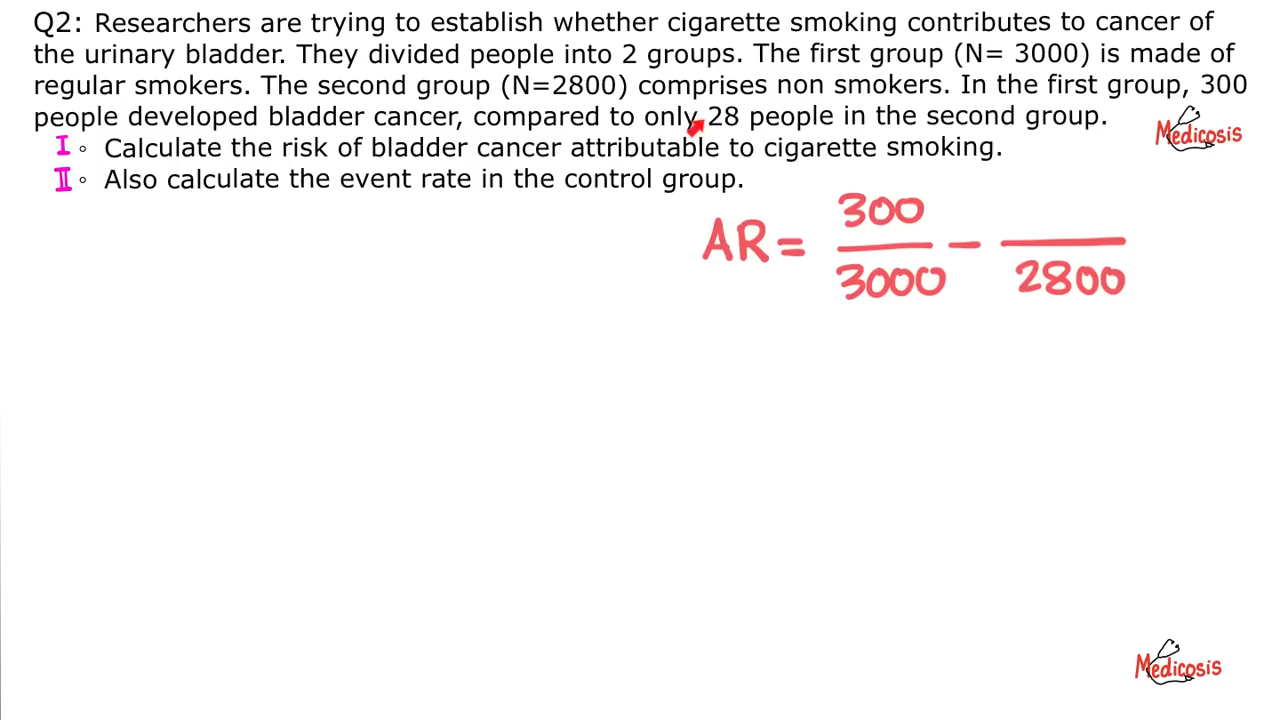 Q2: Researchers are trying to establish whether cigarette smoking contributes to cancer of
the urinary bladder. They divided people into 2 groups. The first group (N= 3000) is made of
regular smokers. The second group (N=2800) comprises non smokers. In the first group, 300
people developed bladder cancer, compared to only 28 people in the second group.
Medicosis
I ◦ Calculate the risk of bladder cancer attributable to cigarette smoking.
II ◦ Also calculate the event rate in the control group.
300
AR = —
3000 2800
Medicosis